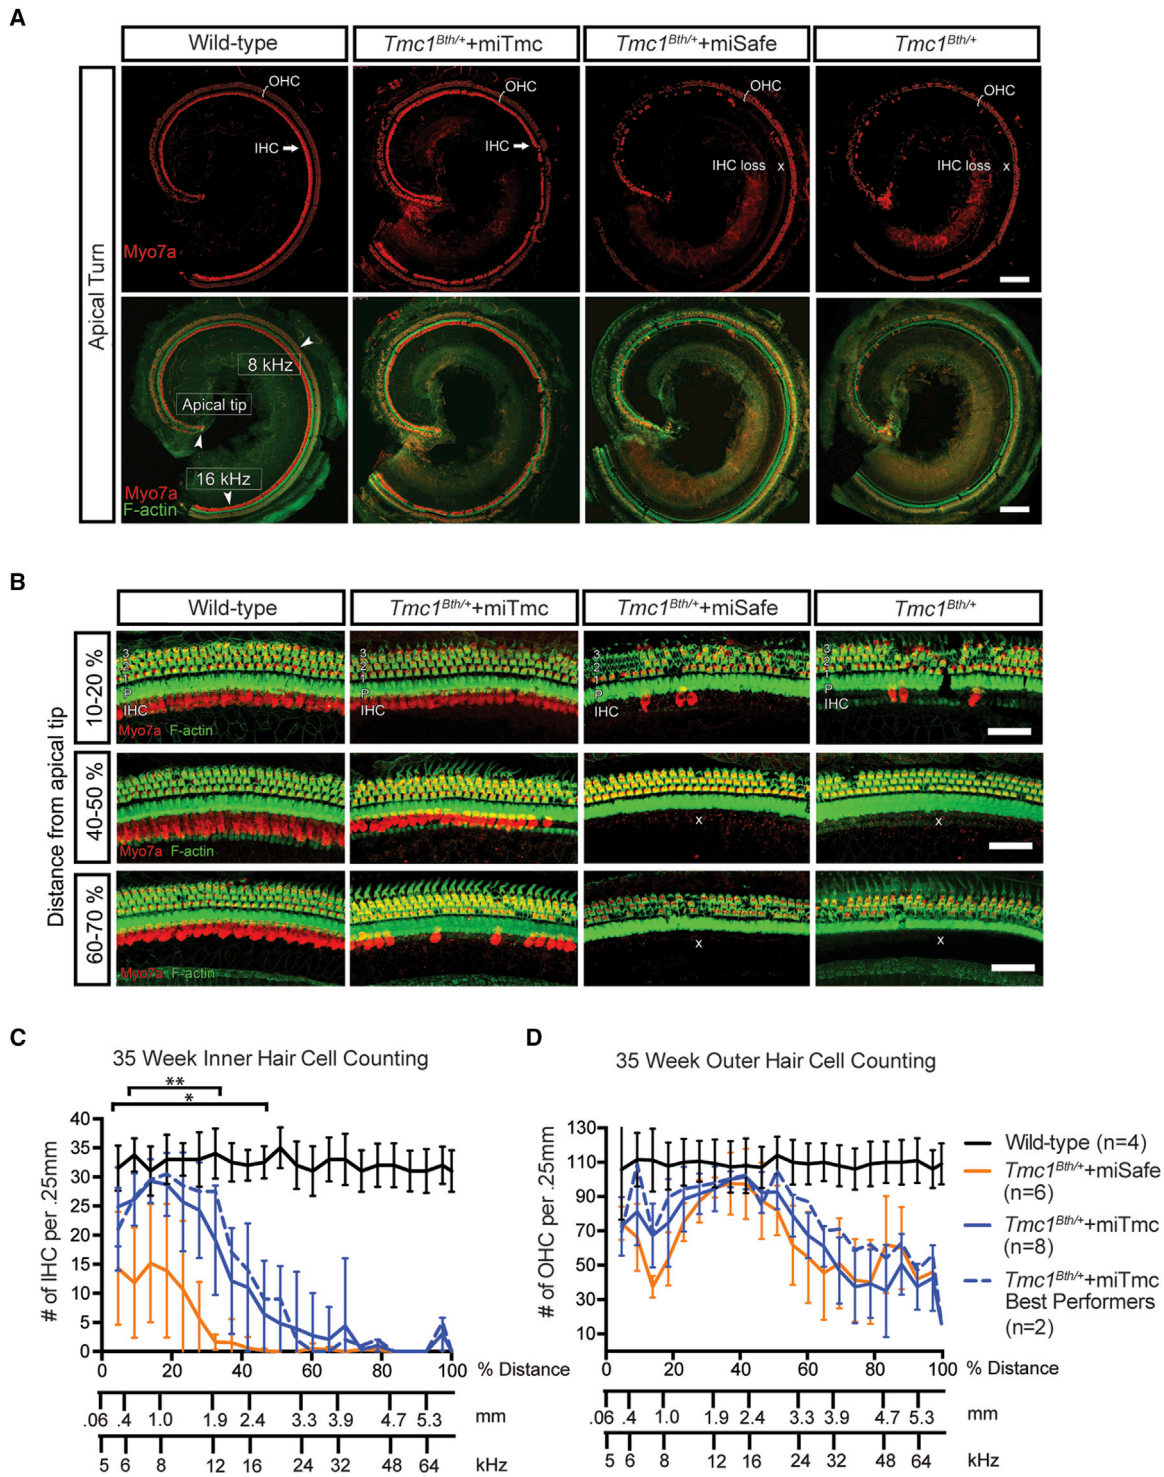 A
Wild-type
Tmc1Bth/++miTmc
Tmc1Bth/++miSafe
Tmc1Bth/+
Apical Turn
OHC
IHC
Myo7a
OHC
IHC
OHC
IHC loss x
OHC
IHC loss x
8 kHz
Apical tip
16 kHz
Myo7a
F-actin
B
Wild-type
Tmc1Bth/++miTmc
Tmc1Bth/++miSafe
Tmc1Bth/+
Distance from apical tip
10-20 %
3
2
1
P
IHC
Myo7a F-actin
3
2
1
P
IHC
3
2
1
P
IHC
3
2
1
P
IHC
40-50 %
Myo7a F-actin
x
x
60-70 %
Myo7a F-actin
x
x
C
35 Week Inner Hair Cell Counting
**
*
# of IHC per .25mm
40
35
30
25
20
15
10
5
0
0 20 40 60 80 100 % Distance
.06 .4 1.0 1.9 2.4 3.3 3.9 4.7 5.3 mm
5 6 8 12 16 24 32 48 64 kHz
D
35 Week Outer Hair Cell Counting
# of OHC per .25mm
130
110
90
70
50
30
10
0 20 40 60 80 100 % Distance
.06 .4 1.0 1.9 2.4 3.3 3.9 4.7 5.3 mm
5 6 8 12 16 24 32 48 64 kHz
Wild-type (n=4)
Tmc1Bth/++miSafe
(n=6)
Tmc1Bth/++miTmc
(n=8)
Tmc1Bth/++miTmc
Best Performers
(n=2)